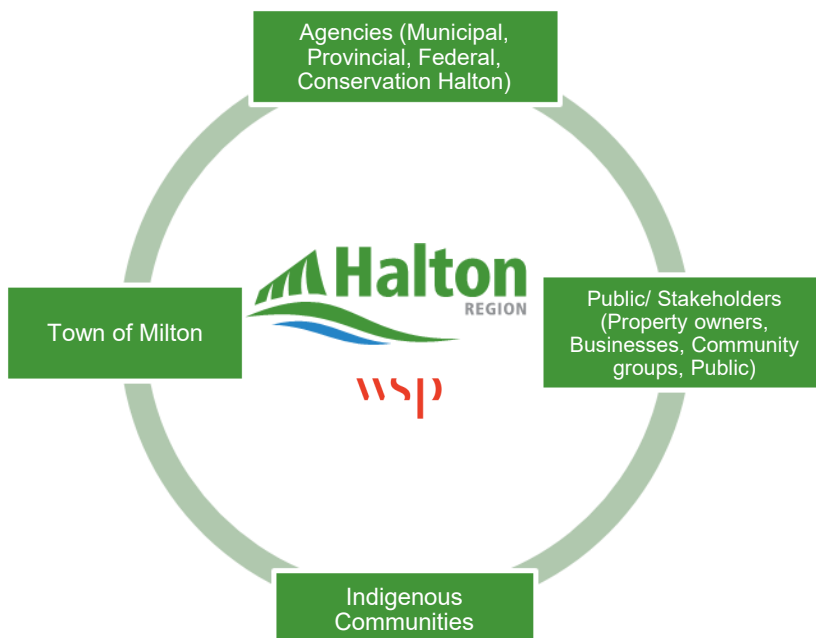 Agencies (Municipal,
Provincial, Federal,
Conservation Halton)
Halton
REGION
Town of Milton
Public/ Stakeholders
(Property owners,
Businesses, Community
groups, Public)
wsp
Indigenous
Communities